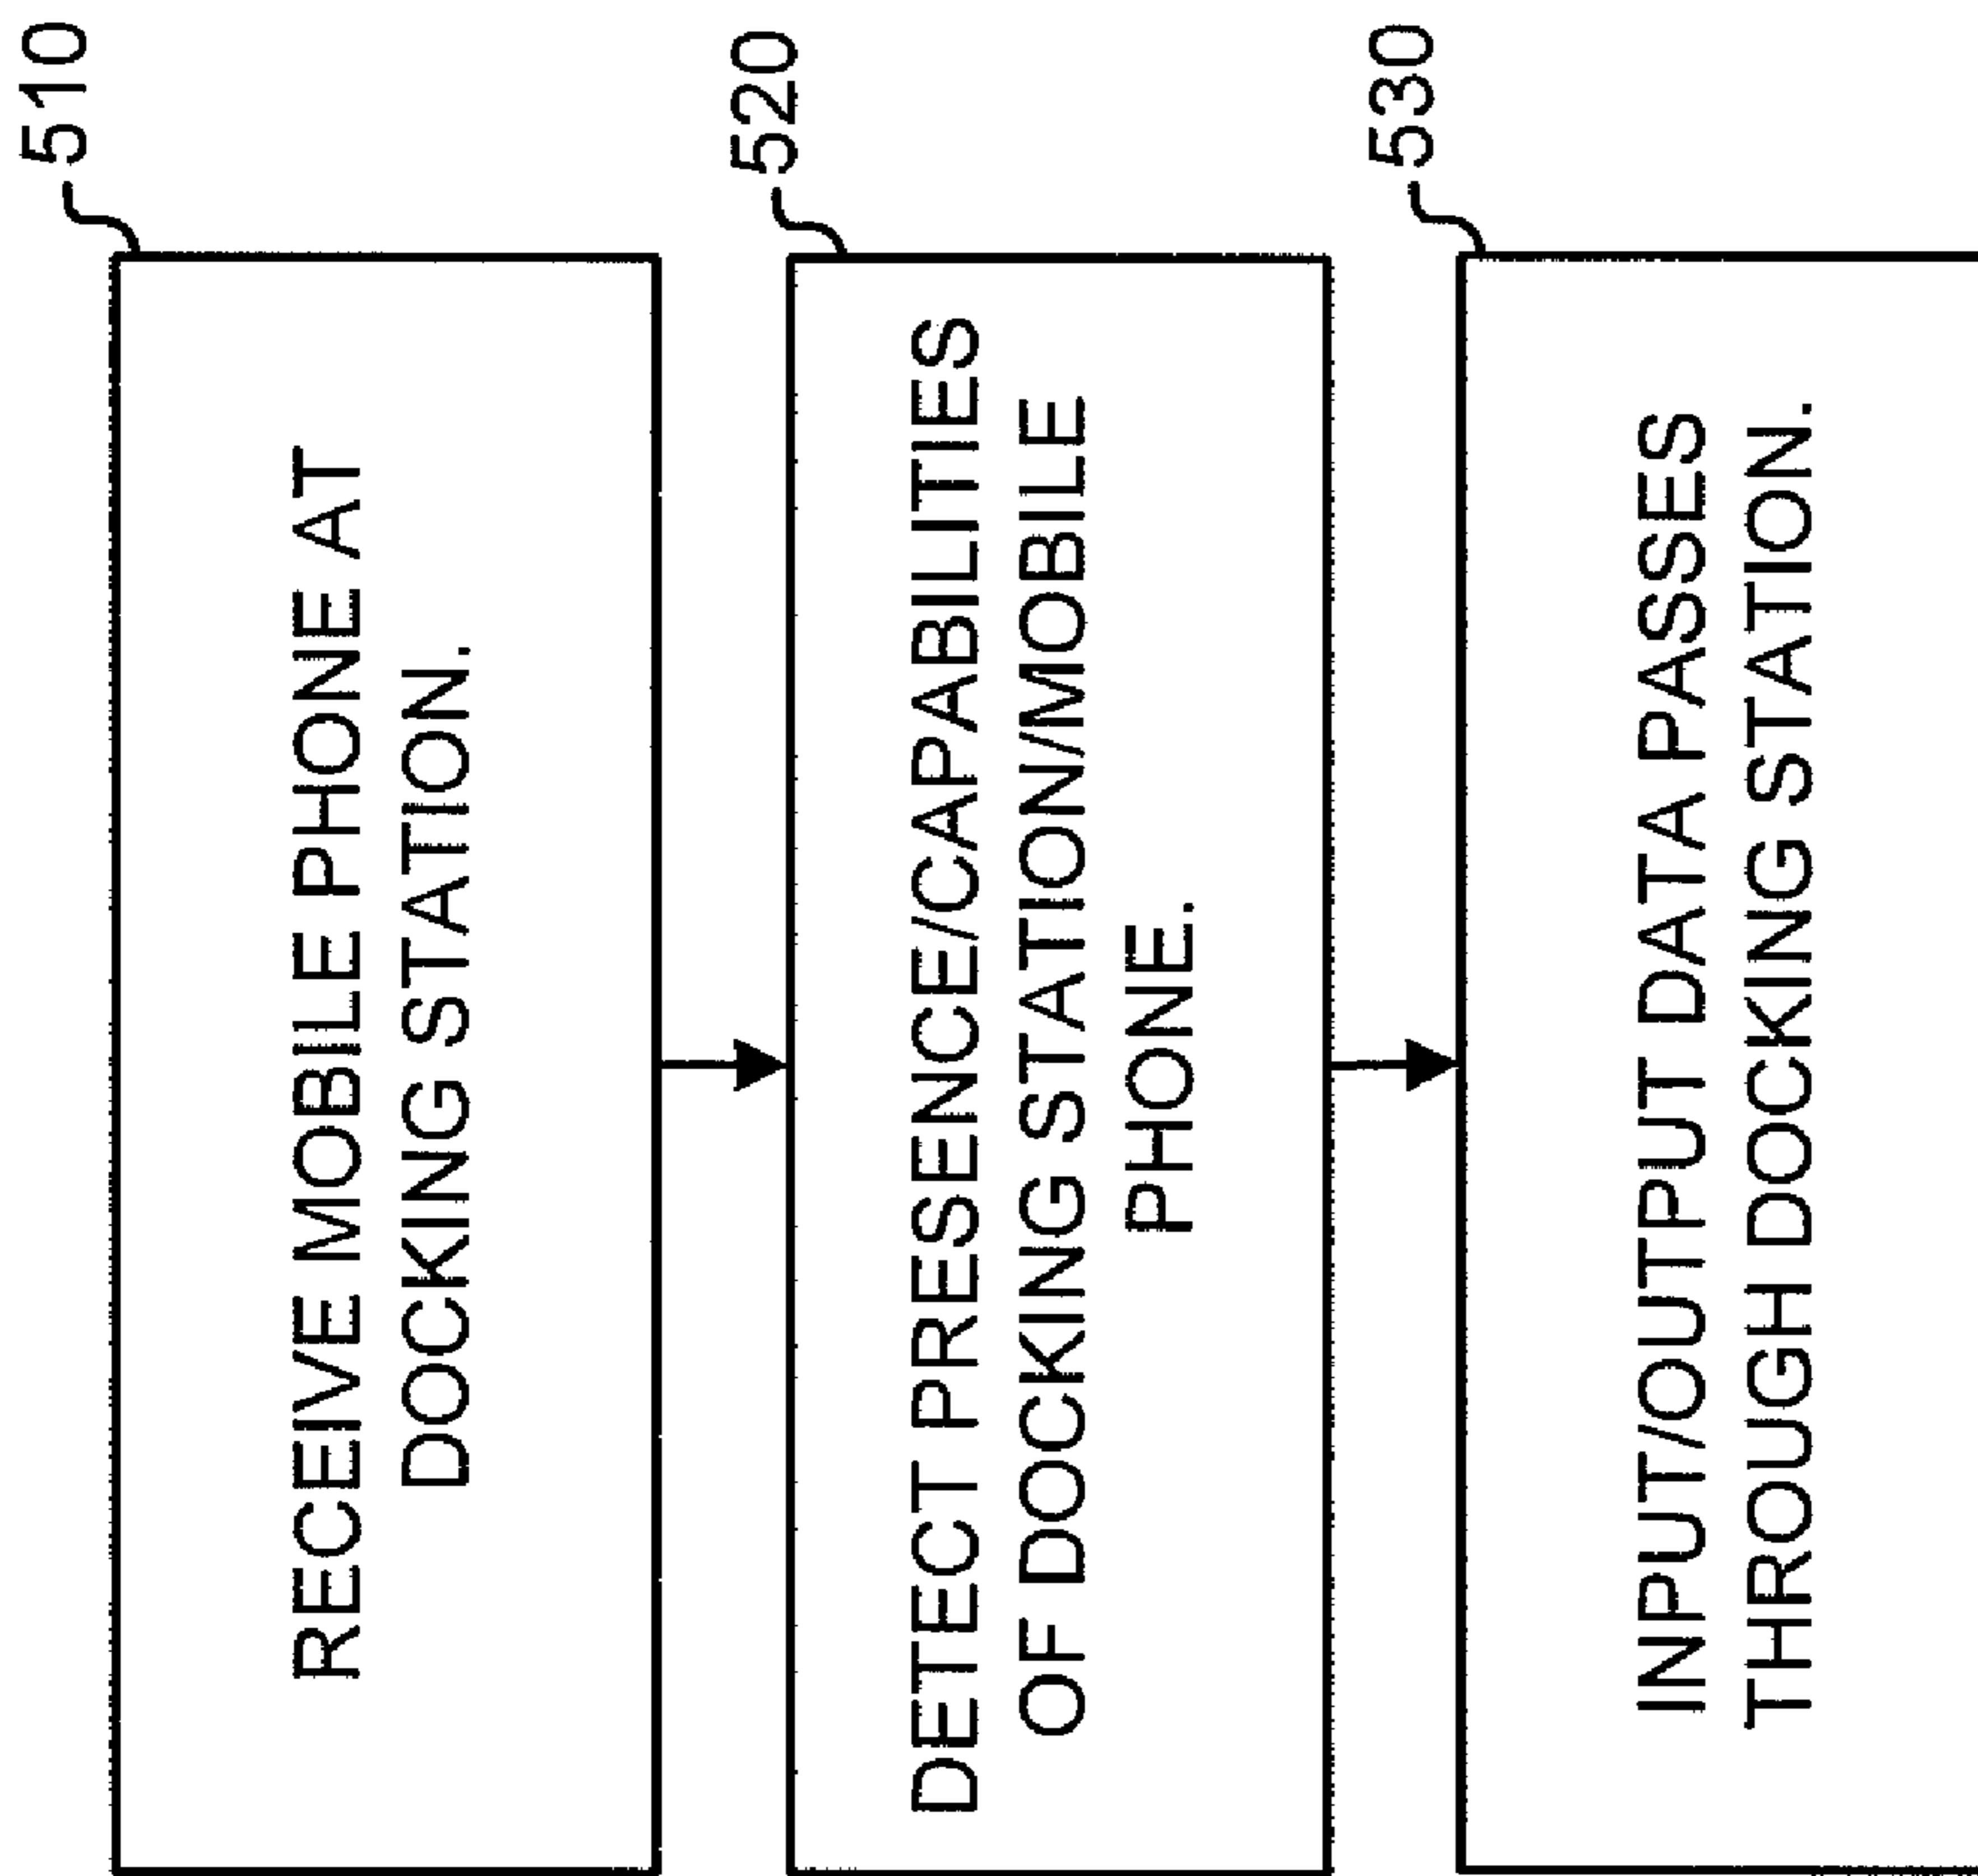 510
RECEIVE MOBILE PHONE AT
DOCKING STATION.
520
DETECT PRESENCE/CAPABILITIES
OF DOCKING STATION/MOBILE
PHONE.
530
INPUT/OUTPUT DATA PASSES
THROUGH DOCKING STATION.